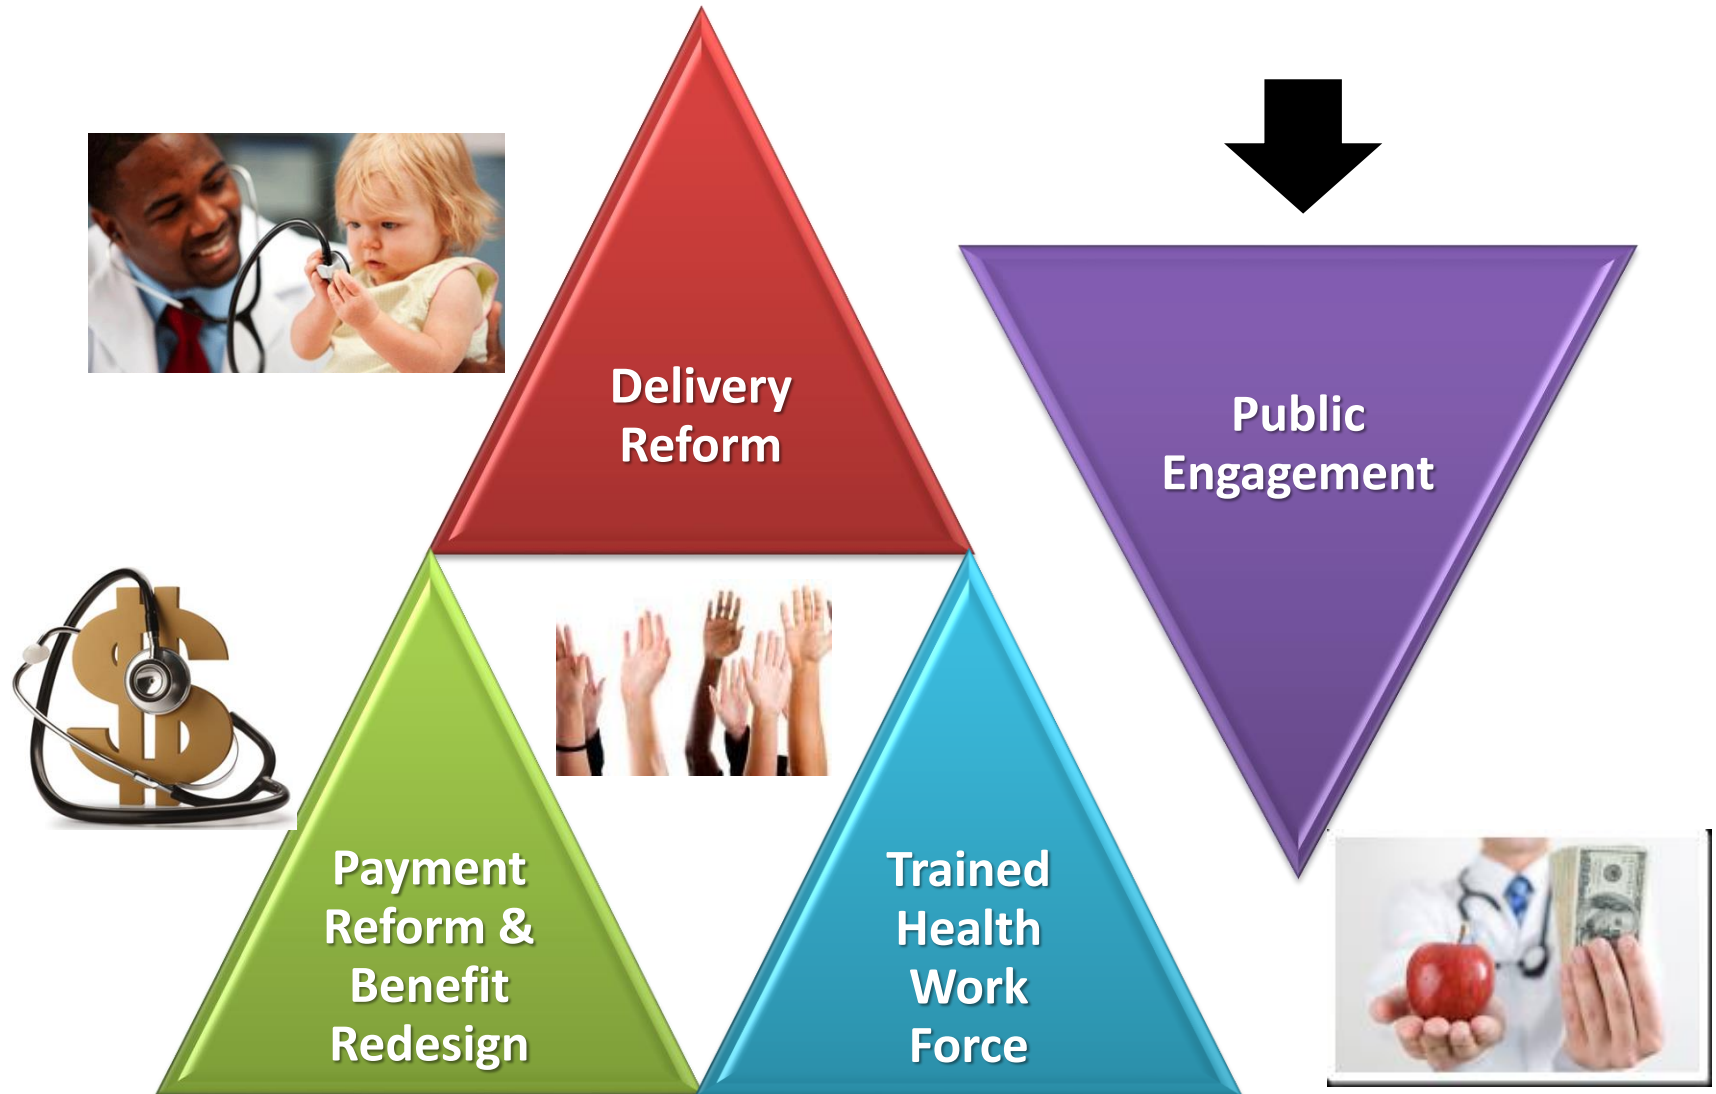 Delivery
Reform
Public
Engagement
Payment
Reform &
Benefit
Redesign
Trained
Health
Work
Force